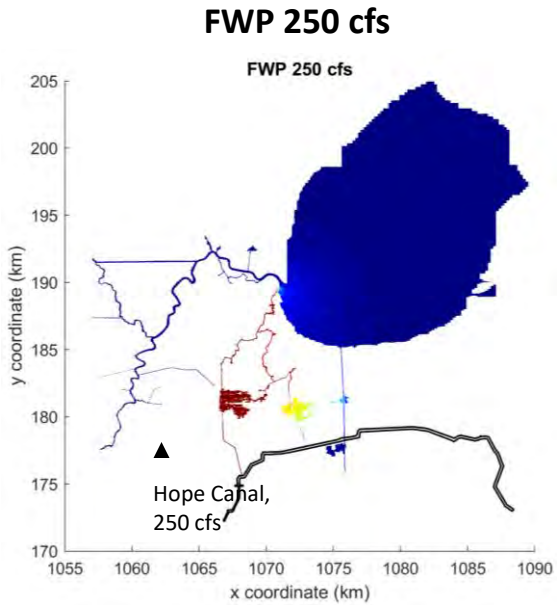 FWP 250 cfs
FWP 250 cfs
205
200
195
190
185
180
175
170
y coordinate (km)
Hope Canal,
250 cfs
1055 1060 1065 1070 1075 1080 1085 1090
x coordinate (km)